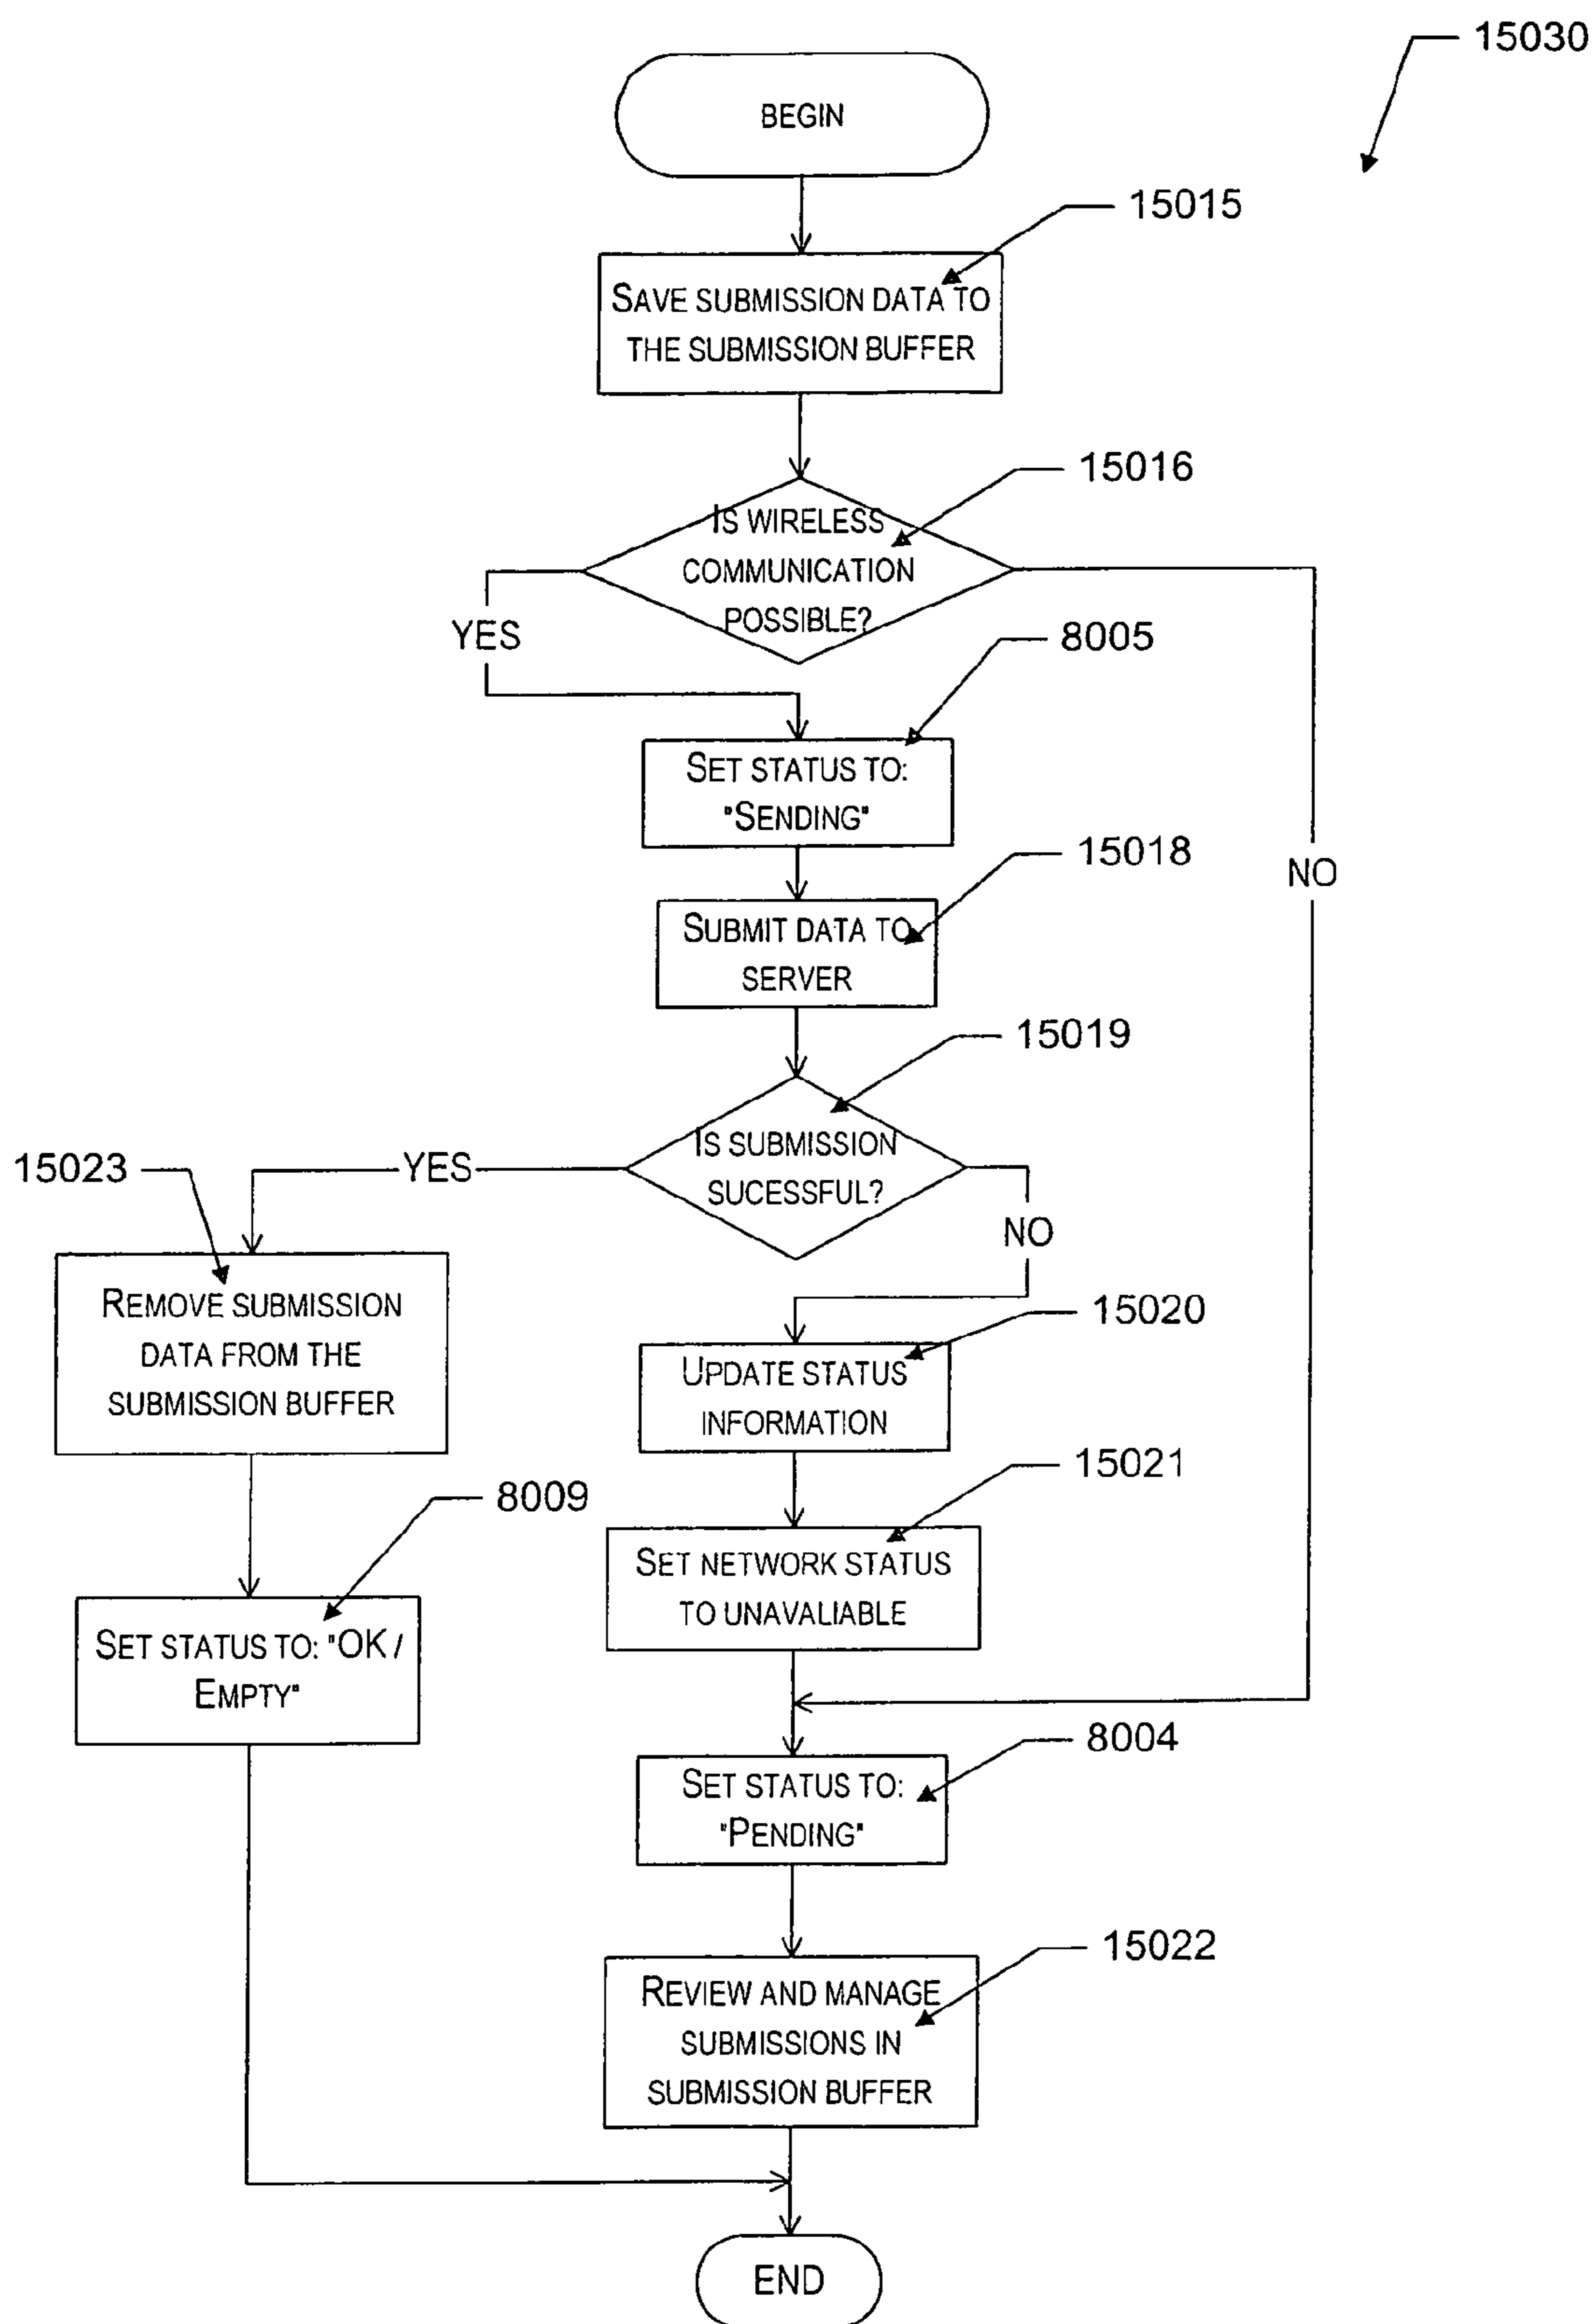 15030
BEGIN
15015
SAVE SUBMISSION DATA TO
THE SUBMISSION BUFFER
15016
IS WIRELESS
COMMUNICATION
POSSIBLE?
YES
8005
SET STATUS TO:
"SENDING"
15018
NO
SUBMIT DATA TO
SERVER
15019
IS SUBMISSION
SUCESSFUL?
15023
YES
NO
REMOVE SUBMISSION
DATA FROM THE
SUBMISSION BUFFER
15020
UPDATE STATUS
INFORMATION
15021
8009
SET NETWORK STATUS
TO UNAVALIABLE
SET STATUS TO: "OK /
EMPTY"
8004
SET STATUS TO:
"PENDING"
15022
REVIEW AND MANAGE
SUBMISSIONS IN
SUBMISSION BUFFER
END